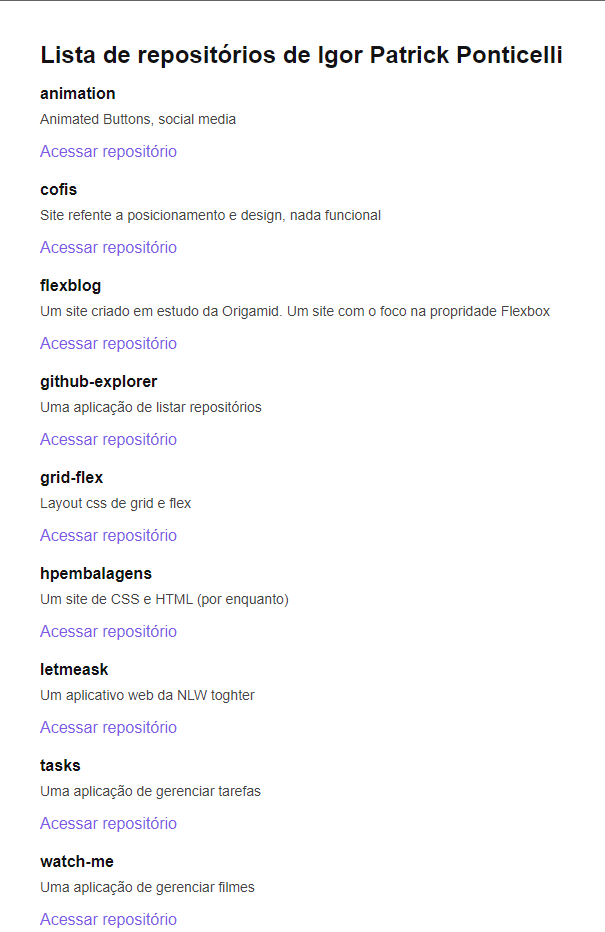 Lista de repositórios de Igor Patrick Ponticelli
animation
Animated Buttons, social media
Acessar repositório
cofis
Site refente a posicionamento e design, nada funcional
Acessar repositório
flexblog
Um site criado em estudo da Origamid. Um site com o foco na propridade Flexbox
Acessar repositório
github-explorer
Uma aplicação de listar repositórios
Acessar repositório
grid-flex
Layout css de grid e flex
Acessar repositório
hpembalagens
Um site de CSS e HTML (por enquanto)
Acessar repositório
letmeask
Um aplicativo web da NLW toghter
Acessar repositório
tasks
Uma aplicação de gerenciar tarefas
Acessar repositório
watch-me
Uma aplicação de gerenciar filmes
Acessar repositório